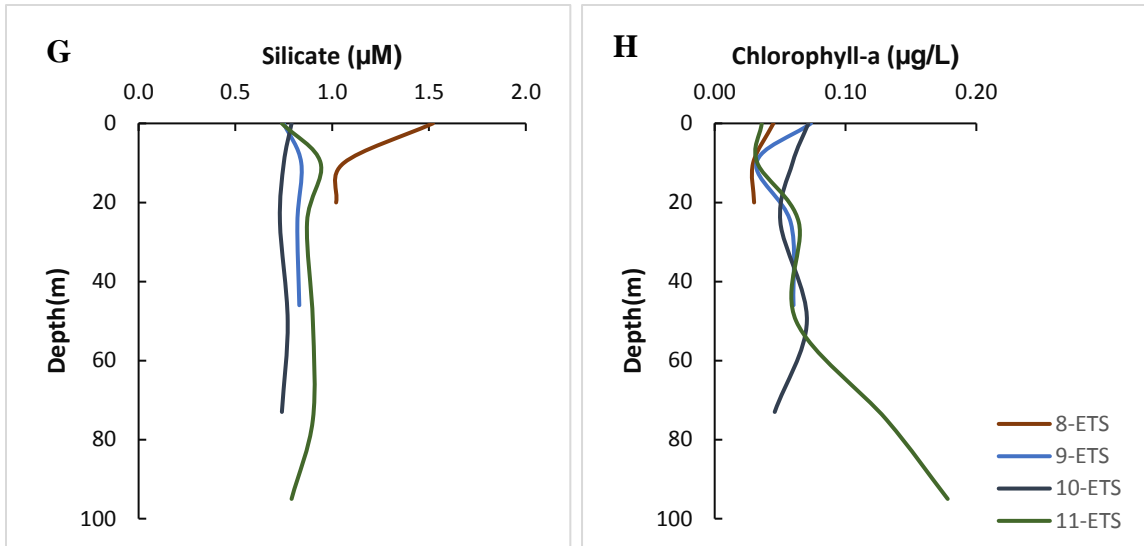 G
Silicate (µM)
0.0 0.5 1.0 1.5 2.0
0
20
40
60
80
100
Depth(m)
H
Chlorophyll-a (µg/L)
0.00 0.10 0.20
0
20
40
60
80
100
Depth(m)
8-ETS
9-ETS
10-ETS
11-ETS